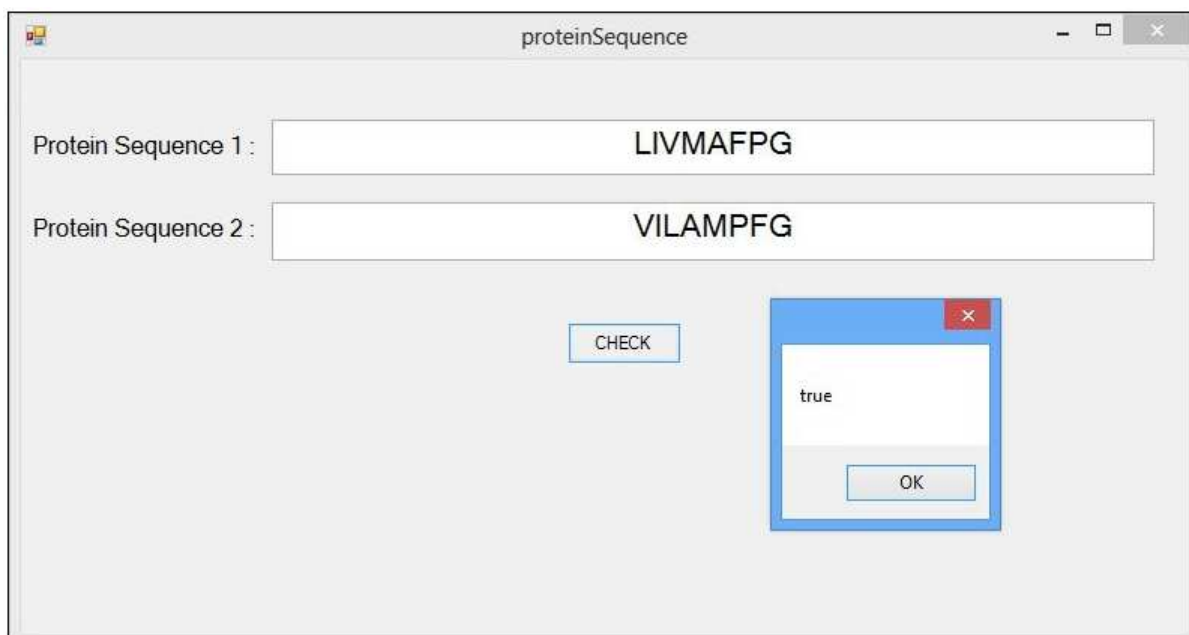 proteinSequence
Protein Sequence 1 : LIVMAFPG
Protein Sequence 2 : VILAMPFG
CHECK
true
OK